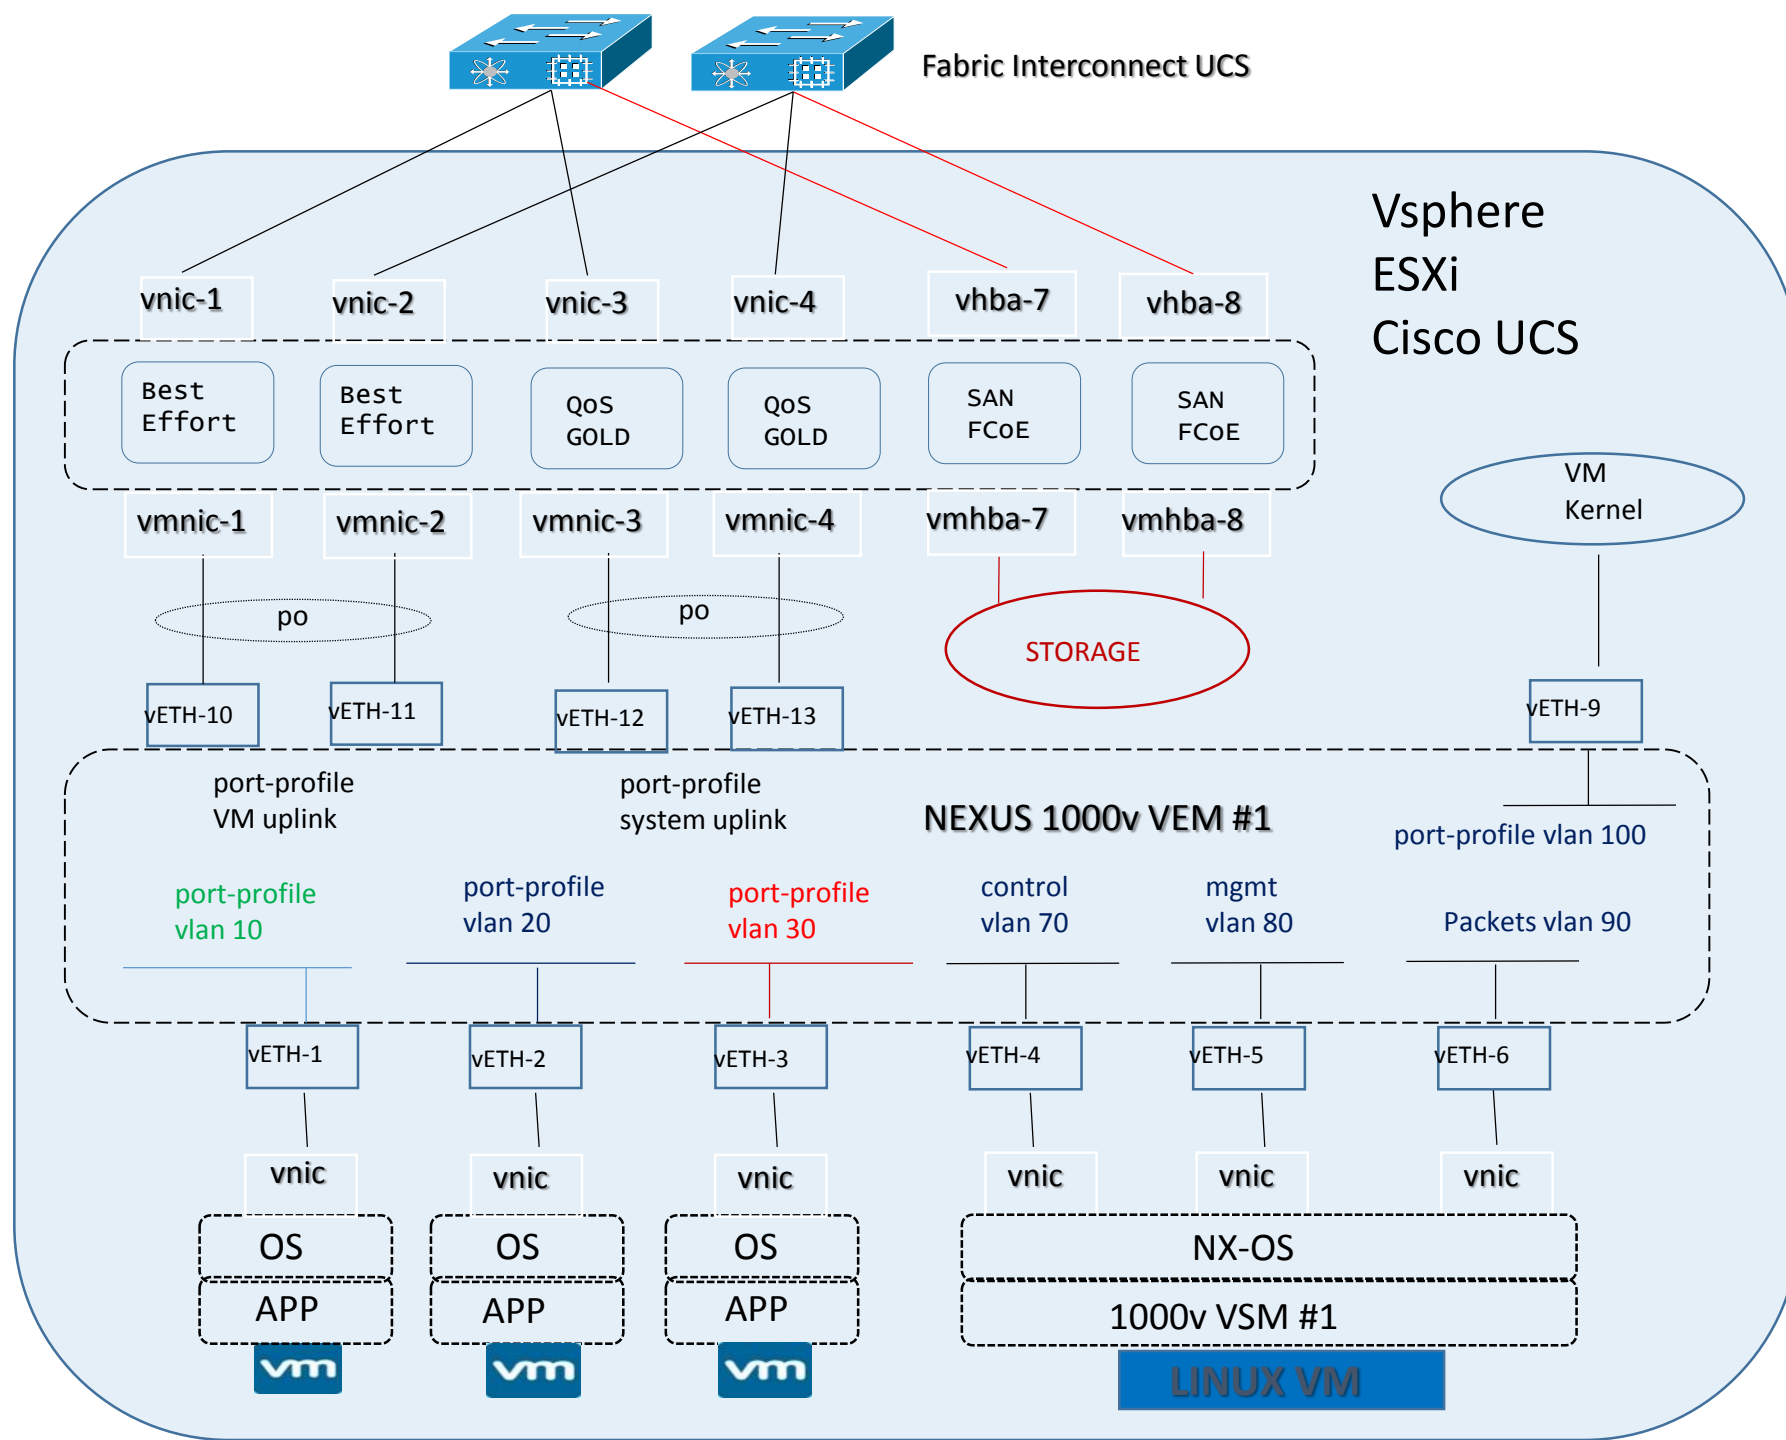 Fabric Interconnect UCS
Vsphere
ESXi
Cisco UCS
vnic-1
vnic-2
vnic-3
vnic-4
vhba-7
vhba-8
Best
Effort
Best
Effort
QoS
GOLD
QoS
GOLD
SAN
FCoE
SAN
FCoE
VM
Kernel
vmnic-1
vmnic-2
vmnic-3
vmnic-4
vmhba-7
vmhba-8
po
po
STORAGE
vETH-10
vETH-11
vETH-12
vETH-13
vETH-9
port-profile
VM uplink
port-profile
system uplink
NEXUS 1000v VEM #1
port-profile vlan 100
port-profile
vlan 10
port-profile
vlan 20
port-profile
vlan 30
control
vlan 70
mgmt
vlan 80
Packets vlan 90
vETH-1
vETH-2
vETH-3
vETH-4
vETH-5
vETH-6
vnic
vnic
vnic
vnic
vnic
vnic
OS
OS
OS
NX-OS
APP
APP
APP
1000v VSM #1
vm
vm
vm
LINUX VM